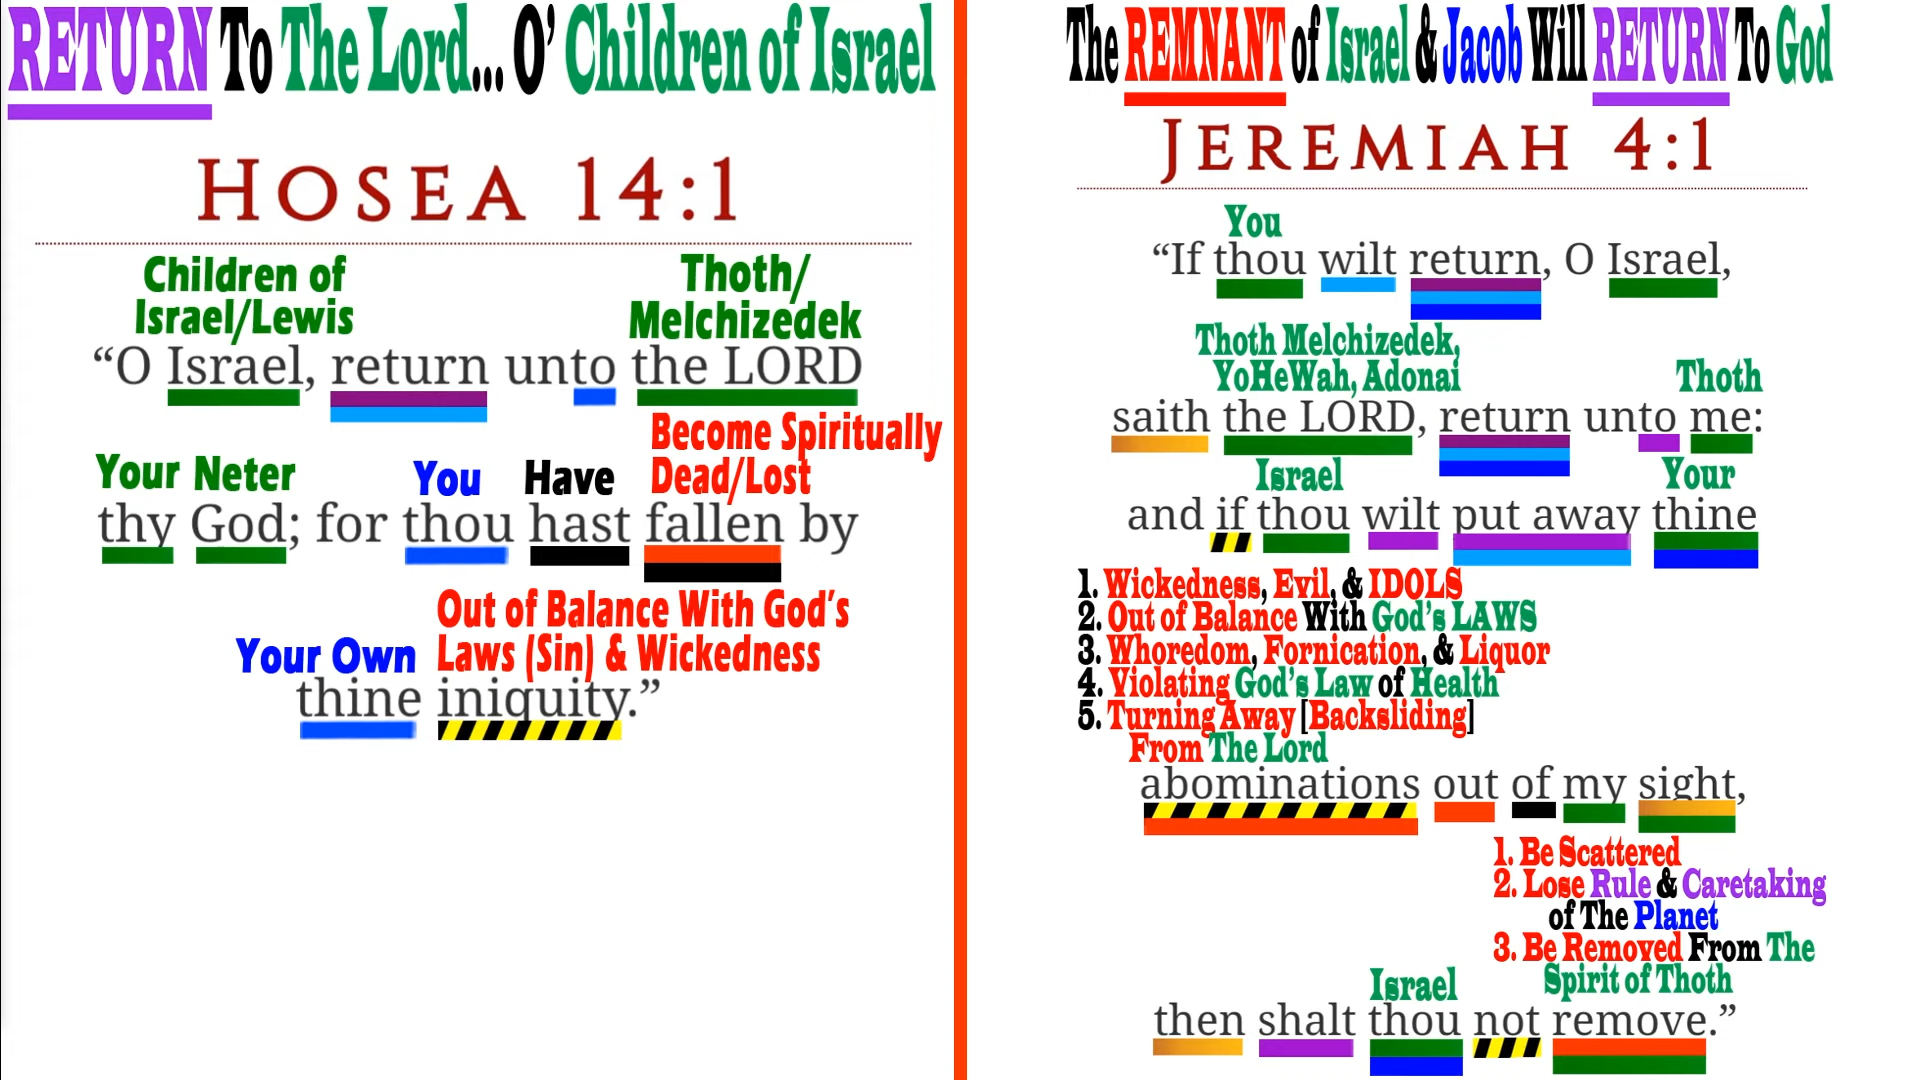 RETURN To The Lord... O' Children of Israel
HOSEA 14:1
Children of
Israel/Lewis
Thoth/
Melchizedek
“O Israel, return unto the LORD
Become Spiritually
Dead/Lost
Your Neter
You
Have
thy God; for thou hast fallen by
Out of Balance With God's
Laws (Sin) & Wickedness
Your Own
thine iniquity.”
The REMNANT of Israel & Jacob Will RETURN To God
JEREMIAH 4:1
You
“If thou wilt return, O Israel,
Thoth Melchizedek,
YoHeWah, Adonai
Thoth
saith the LORD, return unto me:
Israel
Your
and if thou wilt put away thine
1. Wickedness, Evil, & IDOLS
2. Out of Balance With God's LAWS
3. Whoredom, Fornication, & Liquor
4. Violating God's Law of Health
5. Turning Away [Backsliding]
From The Lord
abominations out of my sight,
1. Be Scattered
2. Lose Rule & Caretaking
of The Planet
3. Be Removed From The
Spirit of Thoth
Israel
then shalt thou not remove.”